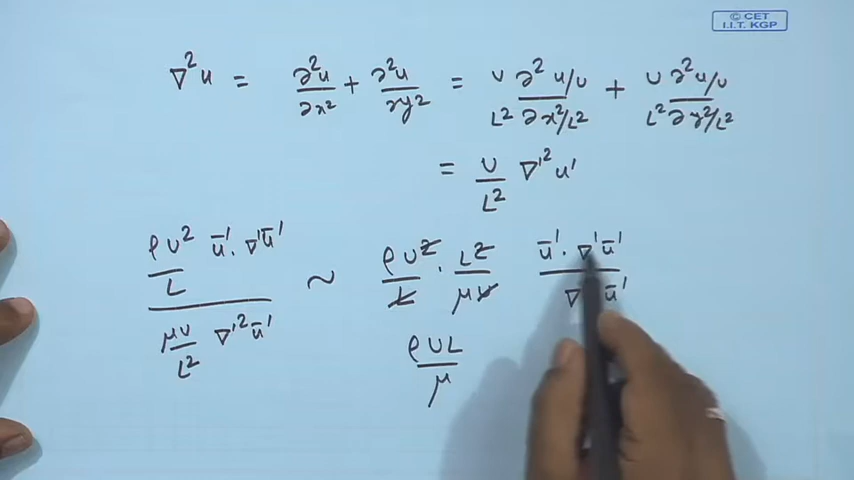 © CET
I.I.T. KGP
∇²u = ∂²u/∂x² + ∂²u/∂y² = U ∂²u/U / L² ∂x²/L² + U ∂²u/U / L² ∂y²/L²
= U/L² ∇'²u'
ρU²/L ū'.∇'ū' / μU/L² ∇'²ū' ~ ρU²/L . L²/μU ū'.∇'ū' / ∇ ū'
ρUL/μ